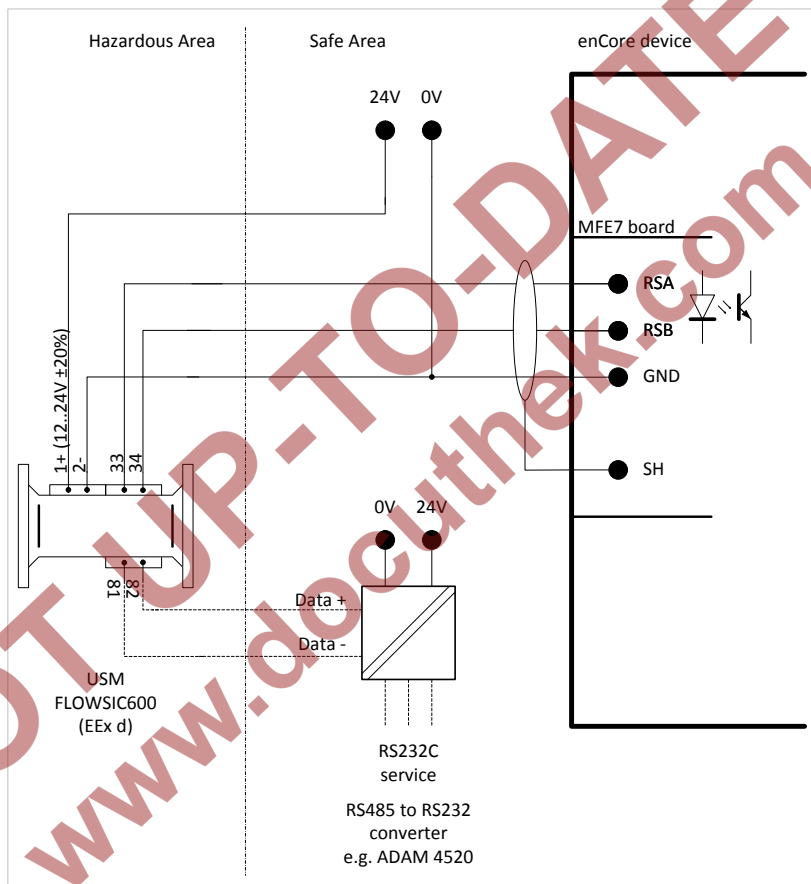 Hazardous Area
Safe Area
enCore device
24V
0V
MFE7 board
RSA
RSB
GND
SH
1+ (12..24V ±20%)
2-
33
34
81
82
0V
24V
Data +
Data -
USM
FLOWSIC600
(EEx d)
RS232C
service
RS485 to RS232
converter
e.g. ADAM 4520
NOT UP-TO-DATE
www.docuthek.com